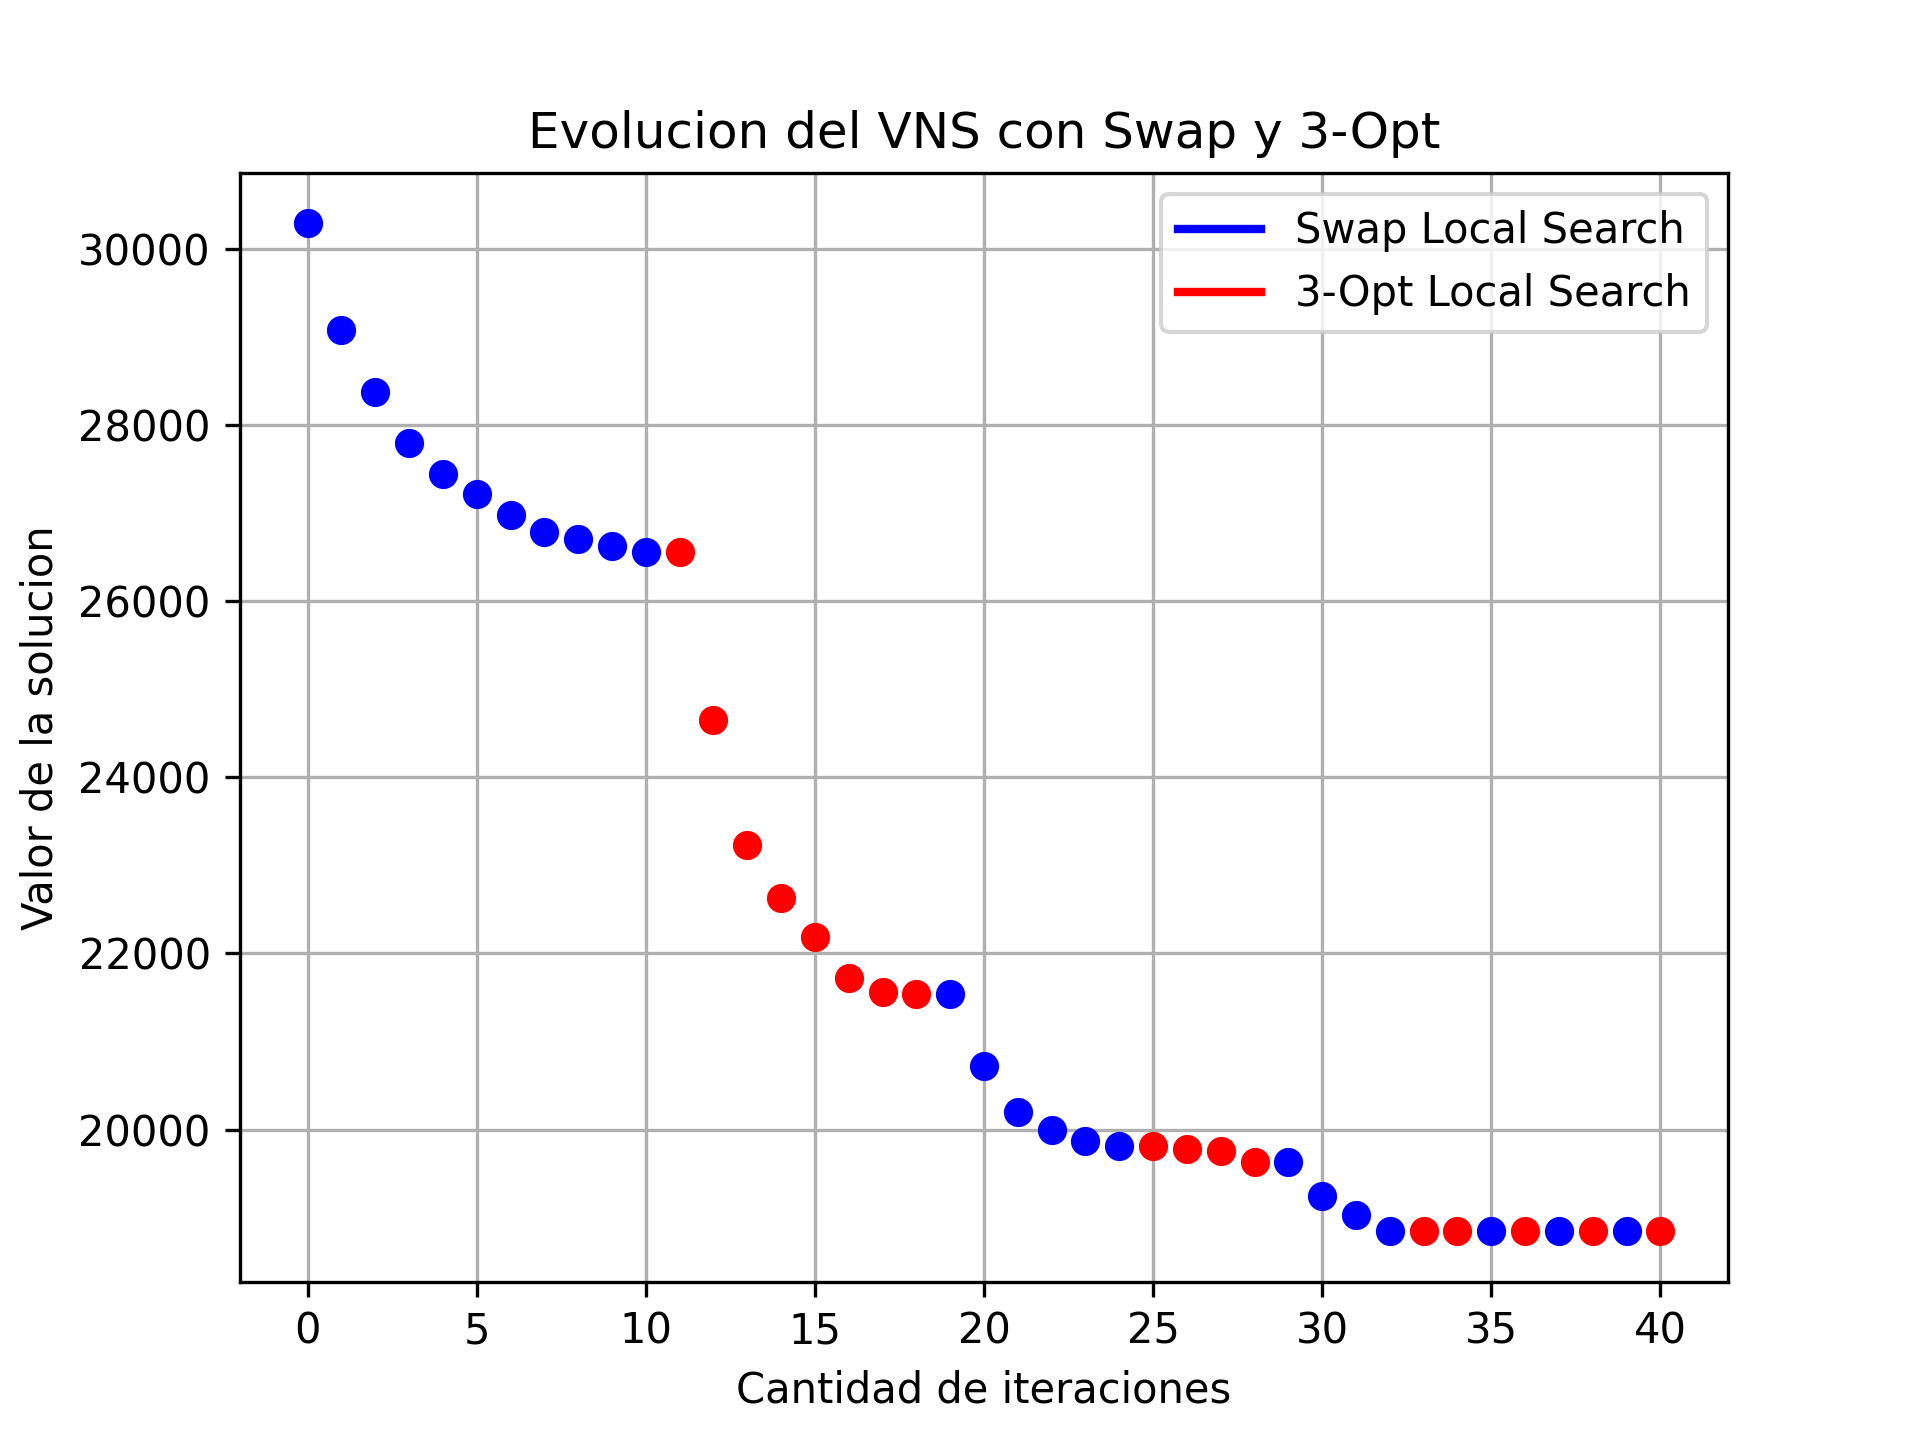 Evolucion del VNS con Swap y 3-Opt
Swap Local Search
3-Opt Local Search
30000
28000
26000
24000
22000
20000
Valor de la solucion
0 5 10 15 20 25 30 35 40
Cantidad de iteraciones